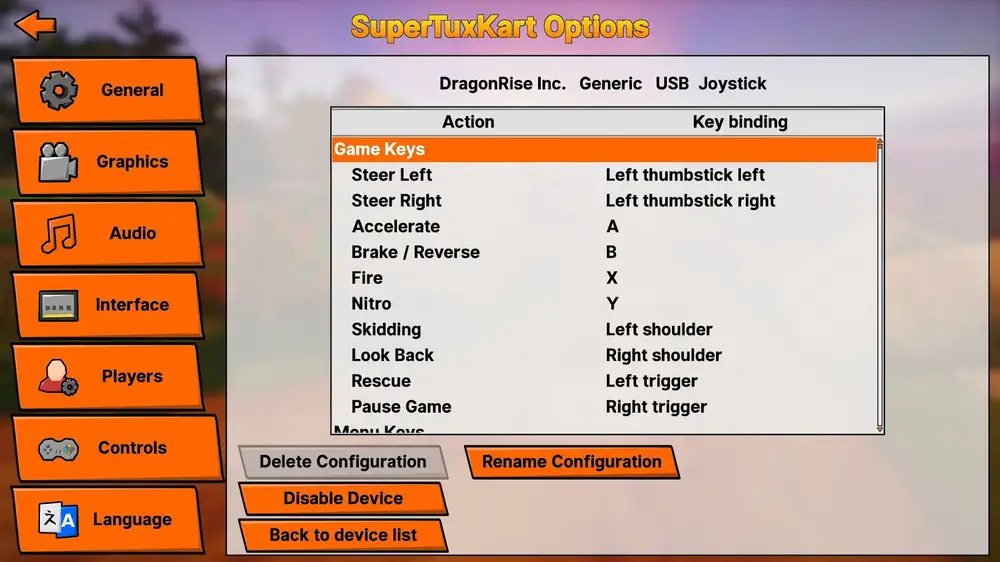 SuperTuxKart Options
General
Graphics
Audio
Interface
Players
Controls
Language
DragonRise Inc. Generic USB Joystick
Action Key binding
Game Keys
Steer Left Left thumbstick left
Steer Right Left thumbstick right
Accelerate A
Brake / Reverse B
Fire X
Nitro Y
Skidding Left shoulder
Look Back Right shoulder
Rescue Left trigger
Pause Game Right trigger
Menu Keys
Delete Configuration Rename Configuration
Disable Device
Back to device list